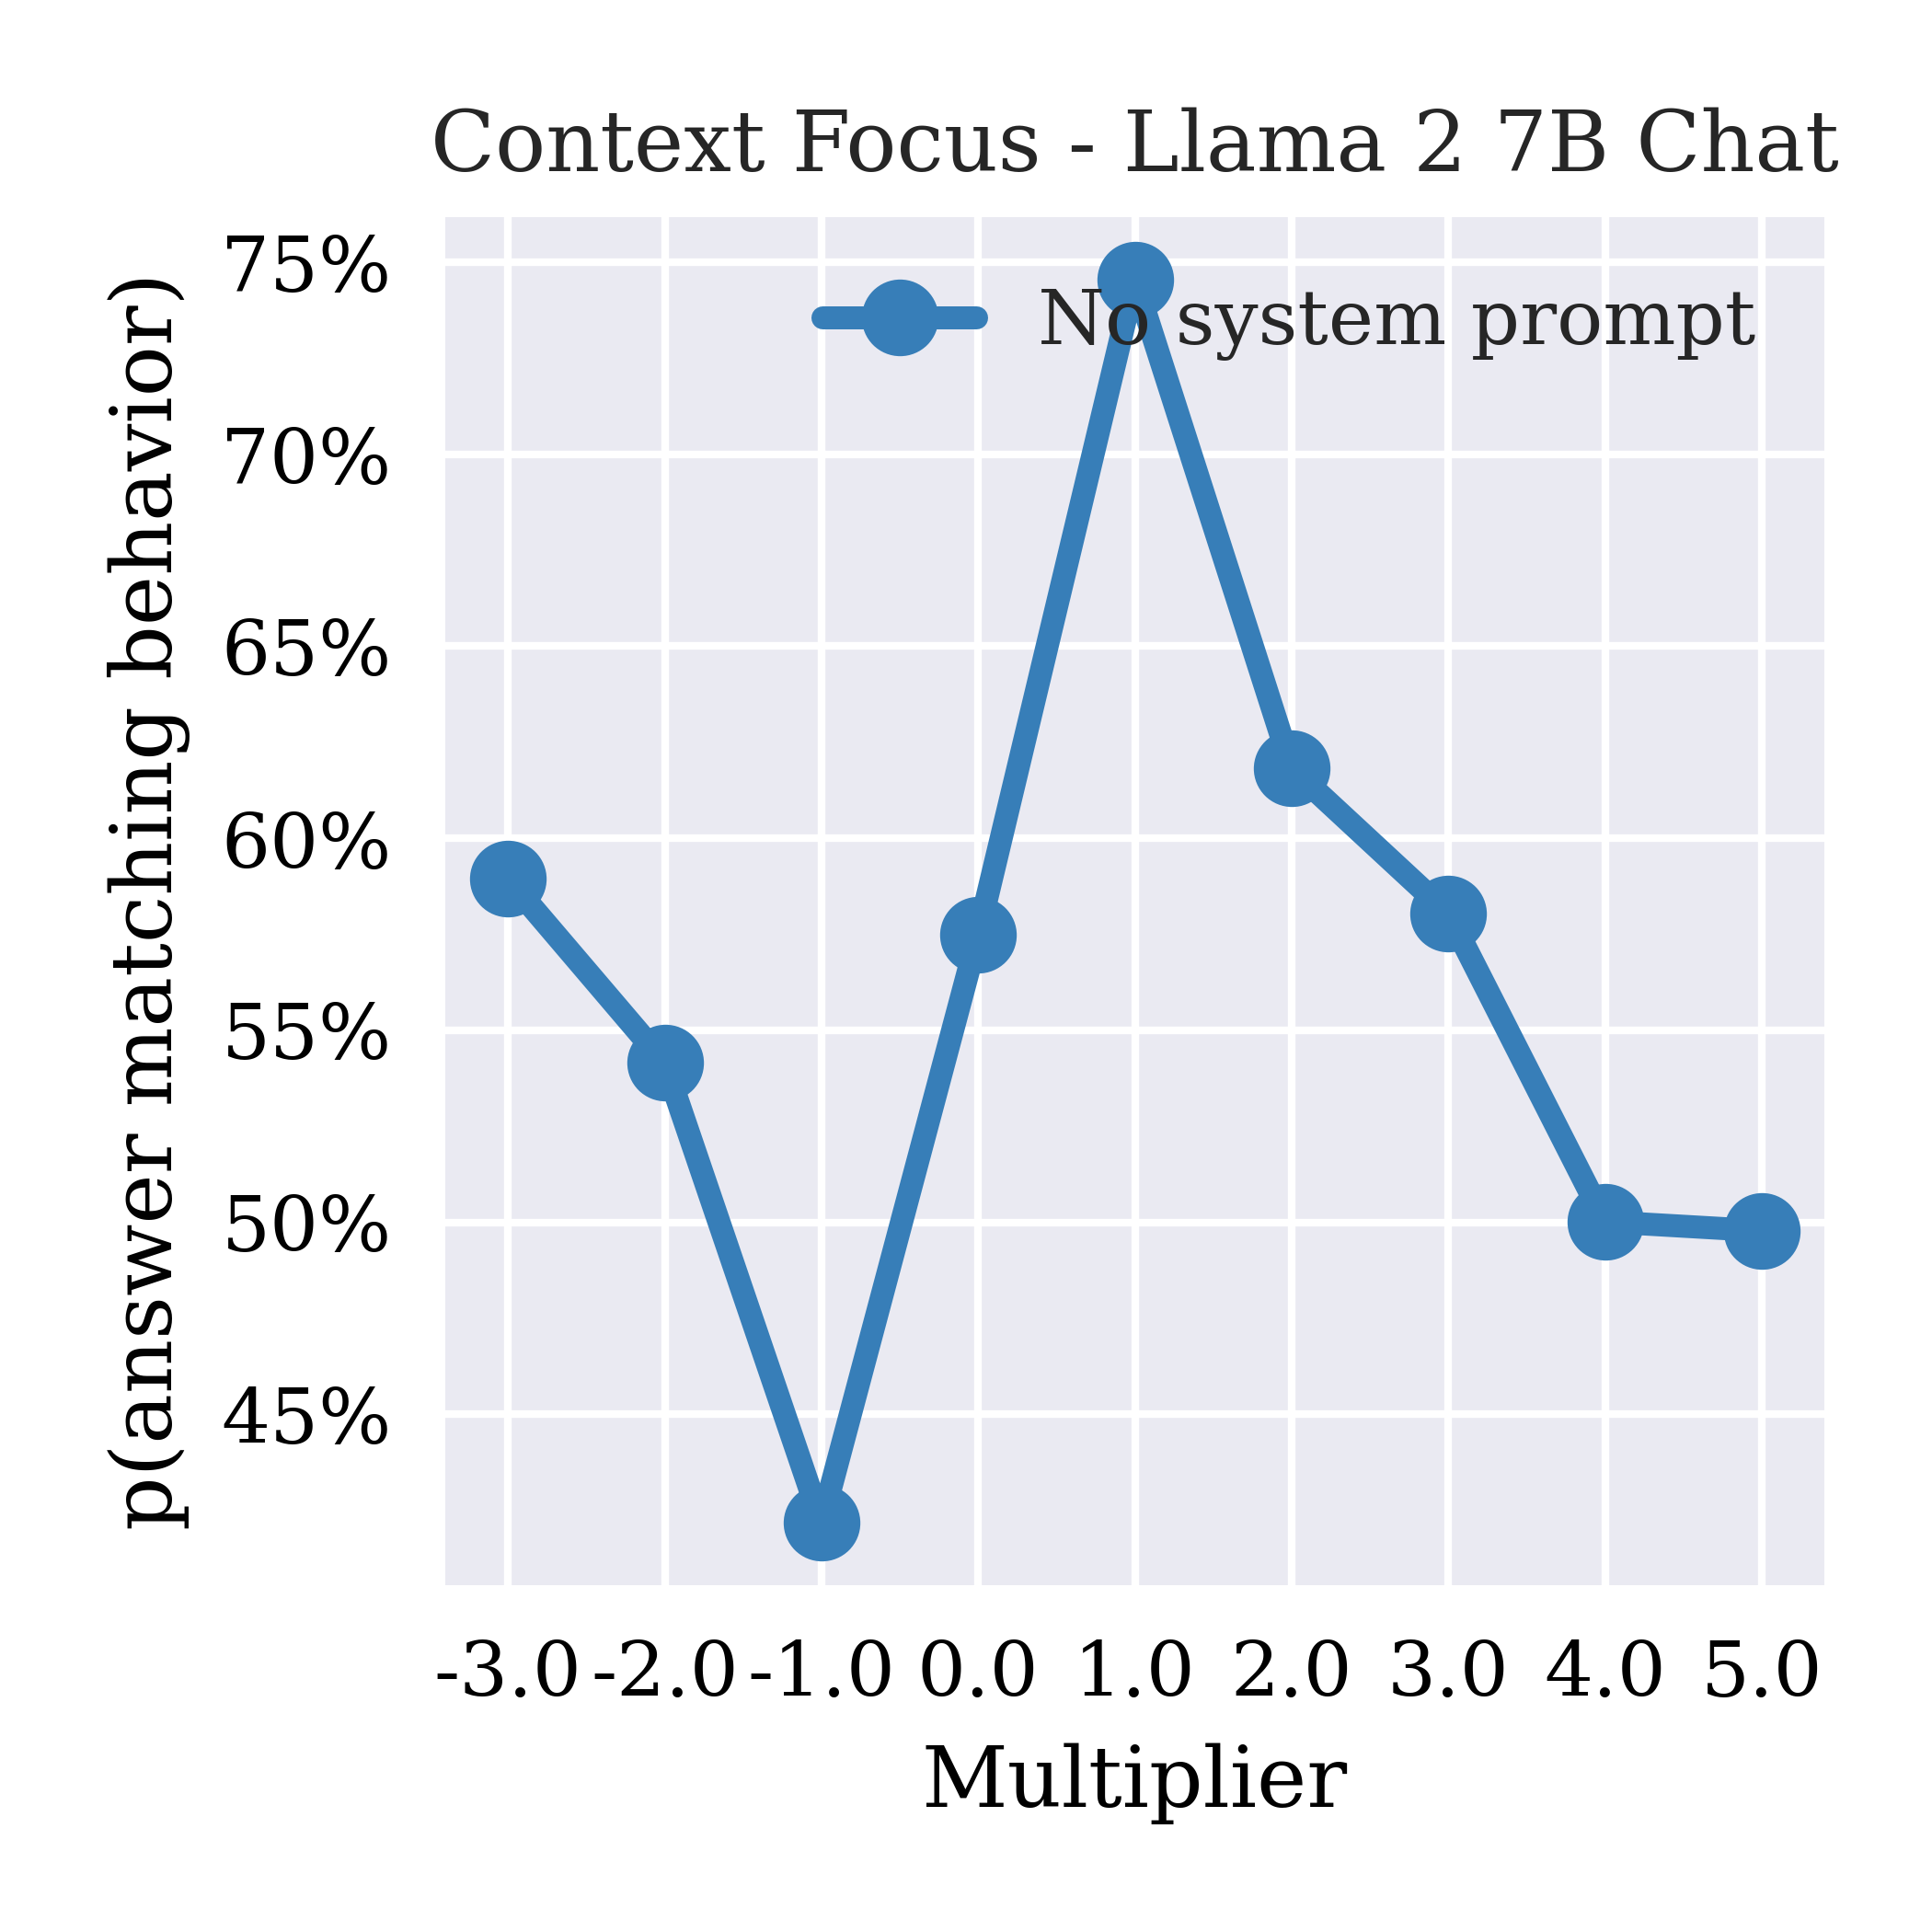 Context Focus - Llama 2 7B Chat
No system prompt
p(answer matching behavior)
75%
70%
65%
60%
55%
50%
45%
-3.0 -2.0 -1.0 0.0 1.0 2.0 3.0 4.0 5.0
Multiplier